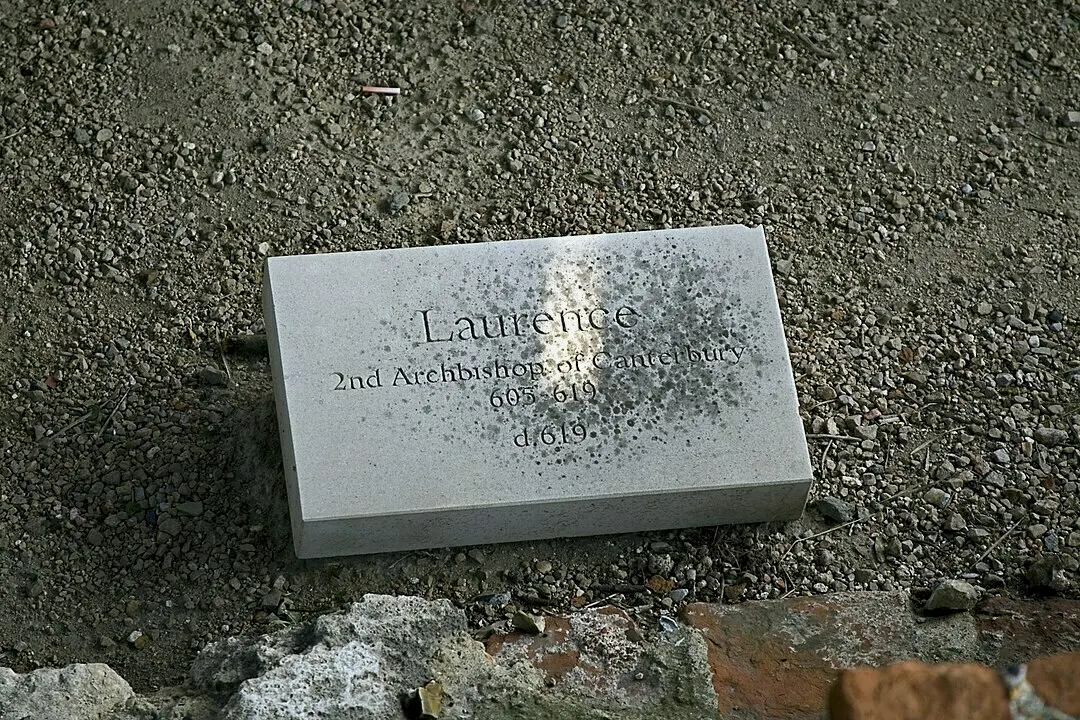 Laurence
2nd Archbishop of Canterbury
605-619
d.619